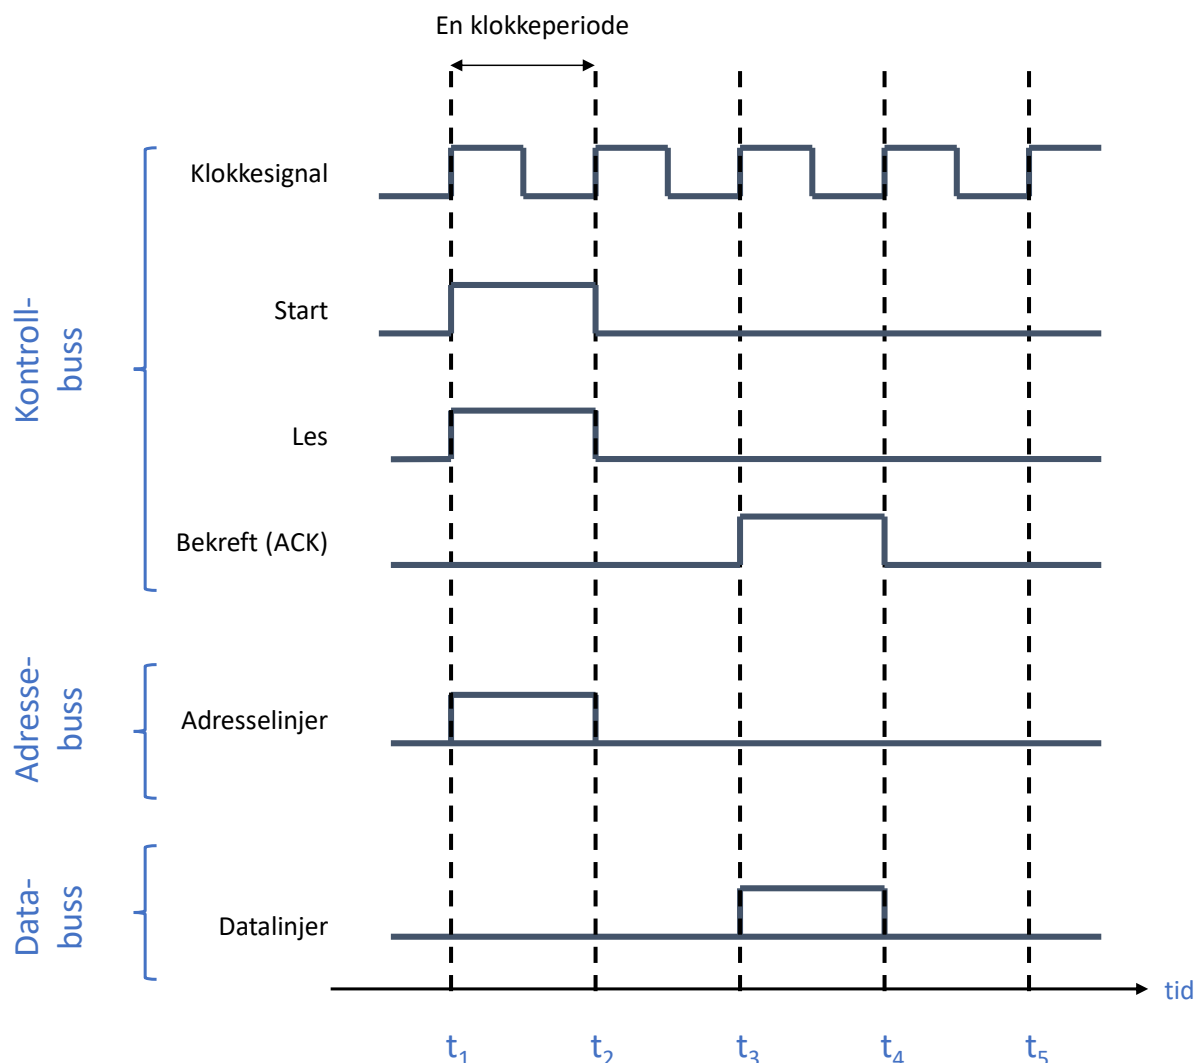 En klokkeperiode
Klokkesignal
Start
Les
Bekreft (ACK)
Kontroll-
buss
Adresselinjer
Adresse-
buss
Datalinjer
Data-
buss
tid
t₁ t₂ t₃ t₄ t₅